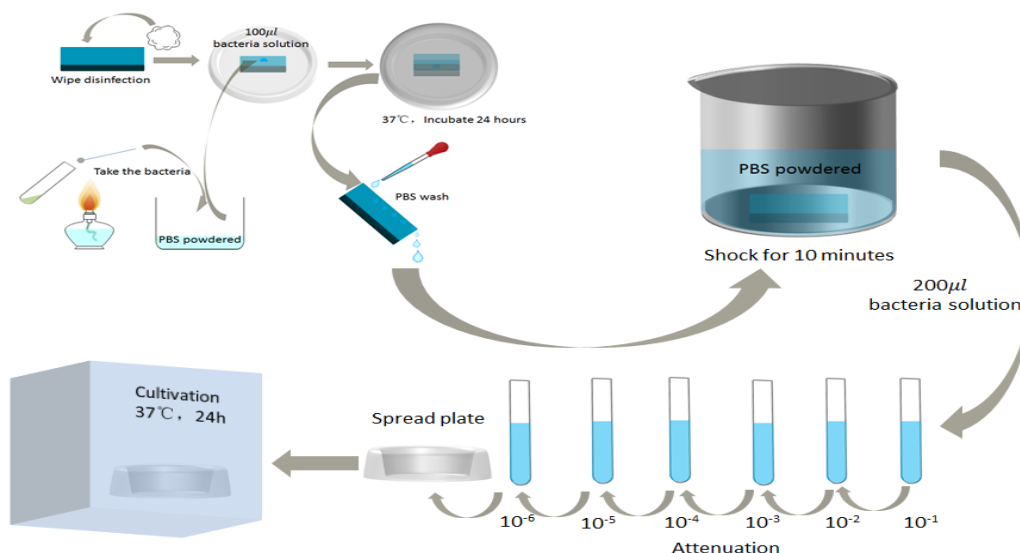 100μl
bacteria solution
Wipe disinfection
37℃，Incubate 24 hours
Take the bacteria
PBS wash
PBS powdered
PBS powdered
Shock for 10 minutes
200μl
bacteria solution
Cultivation
37℃，24h
Spread plate
10-6 10-5 10-4 10-3 10-2 10-1
Attenuation